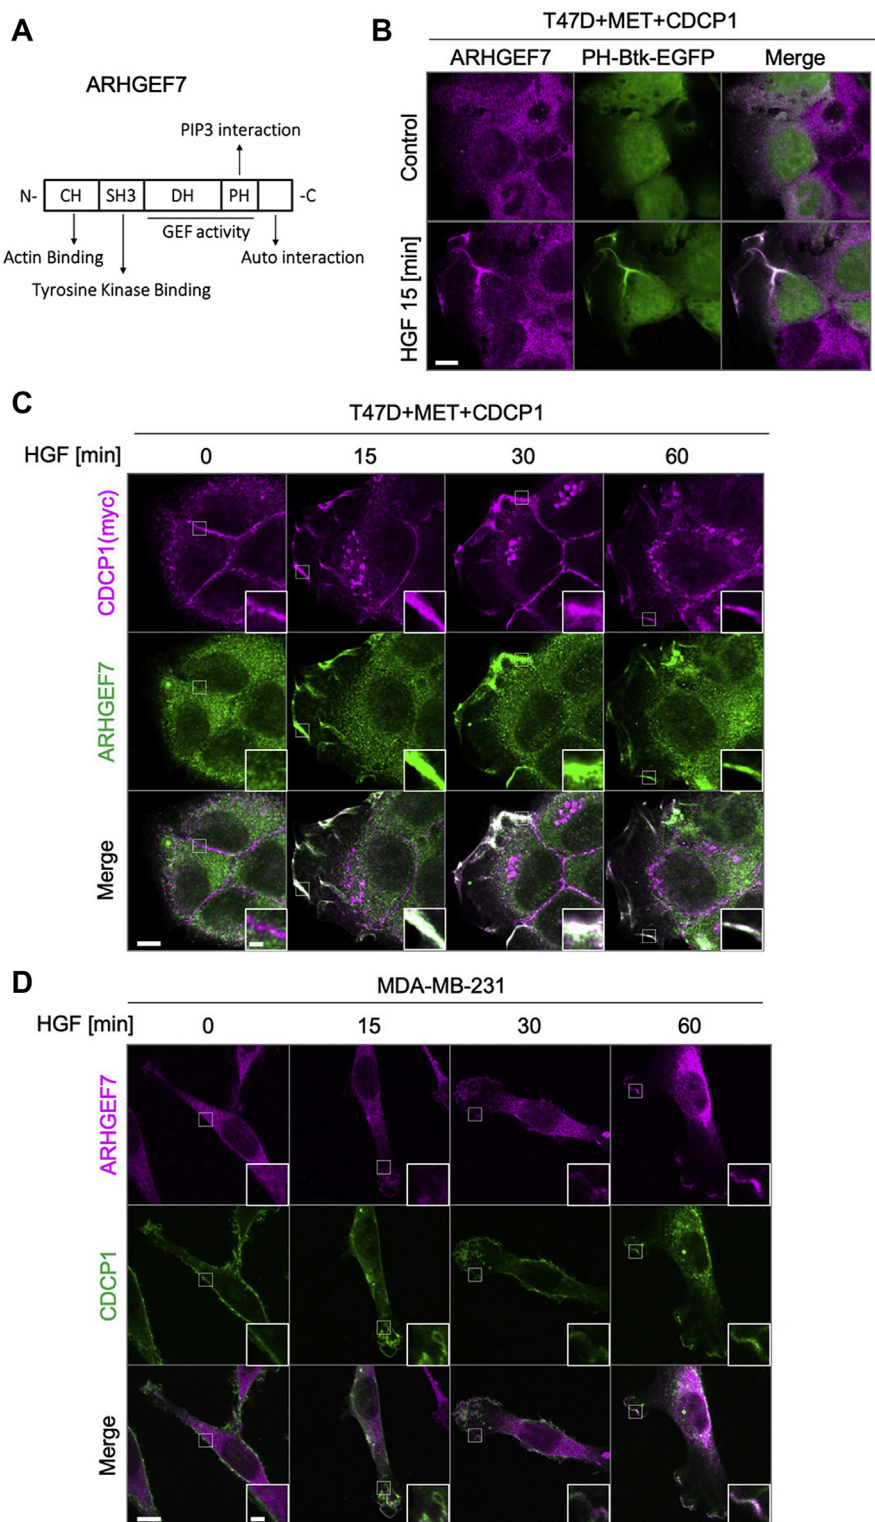 A
ARHGEF7
PIP3 interaction
N- CH SH3 DH PH -C
GEF activity
Actin Binding
Auto interaction
Tyrosine Kinase Binding
B
T47D+MET+CDCP1
ARHGEF7 PH-Btk-EGFP Merge
Control
HGF 15 [min]
C
T47D+MET+CDCP1
HGF [min] 0 15 30 60
CDCP1(myc)
ARHGEF7
Merge
D
MDA-MB-231
HGF [min] 0 15 30 60
ARHGEF7
CDCP1
Merge